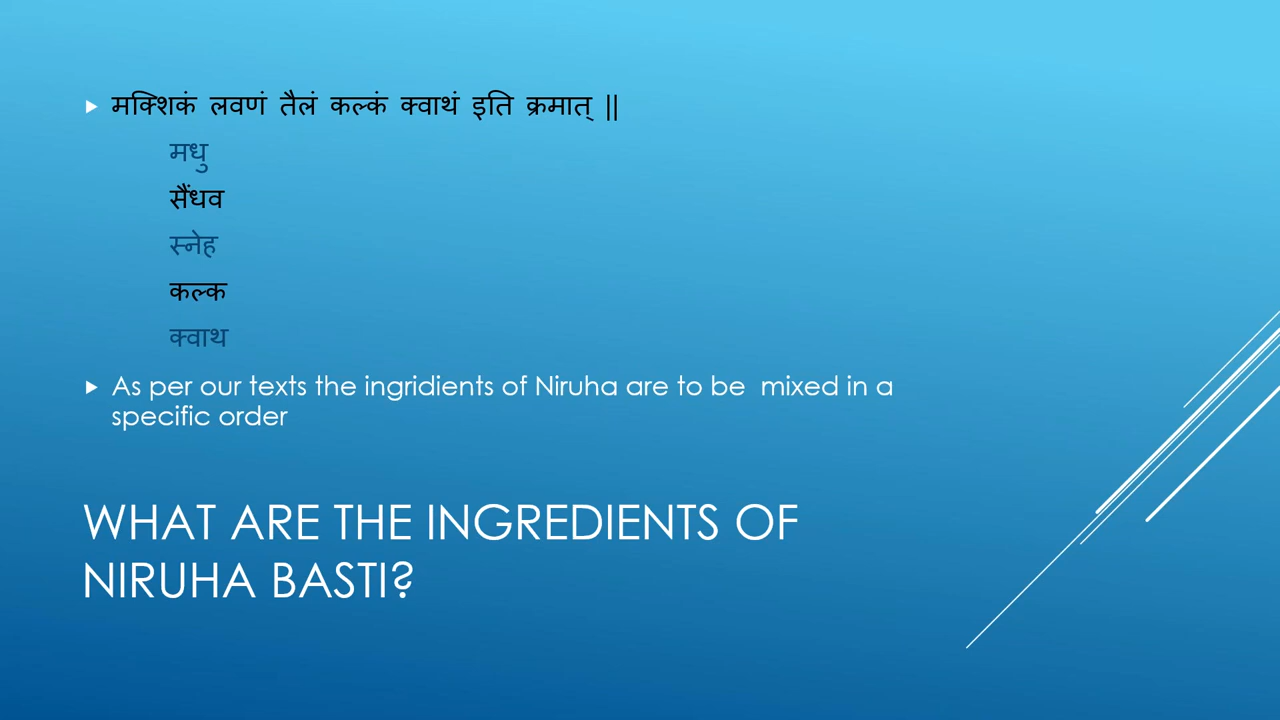 मक्शिकं लवणं तैलं कल्कं क्वाथं इति क्रमात् ||
मधु
सैंधव
स्नेह
कल्क
क्वाथ
As per our texts the ingridients of Niruha are to be mixed in a
specific order
WHAT ARE THE INGREDIENTS OF
NIRUHA BASTI?